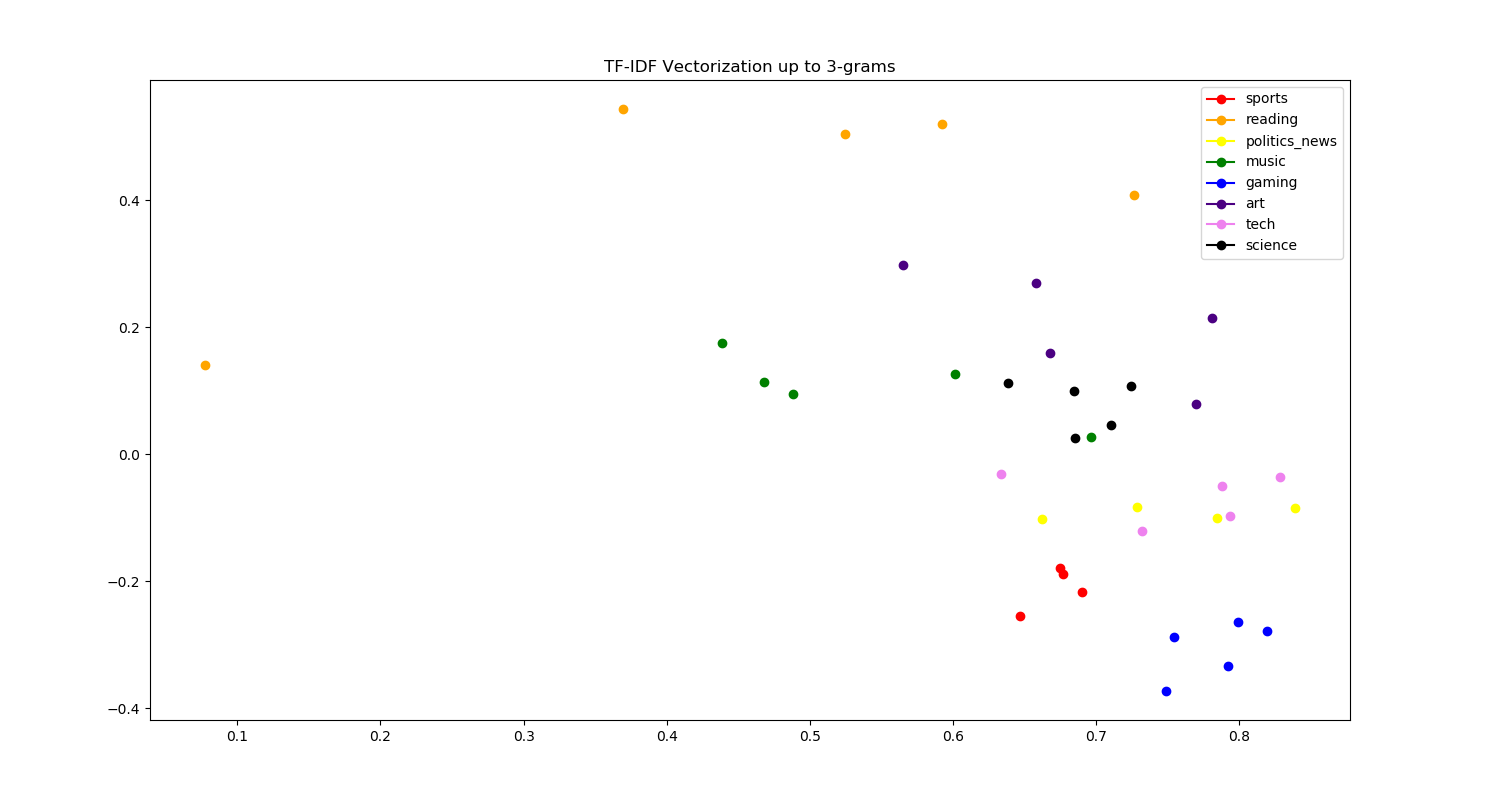 TF-IDF Vectorization up to 3-grams
sports
reading
politics_news
music
gaming
art
tech
science
0.4
0.2
0.0
−0.2
−0.4
0.1
0.2
0.3
0.4
0.5
0.6
0.7
0.8